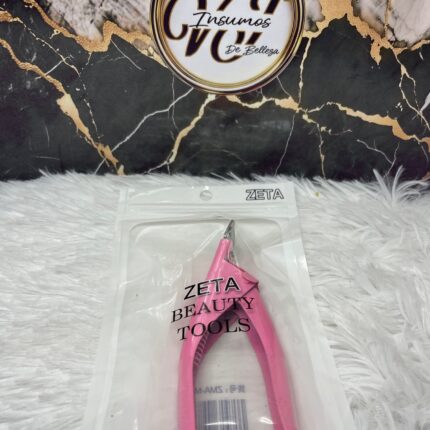 Insumos
De Belleza
ZETA
ZETA
BEAUTY
TOOLS